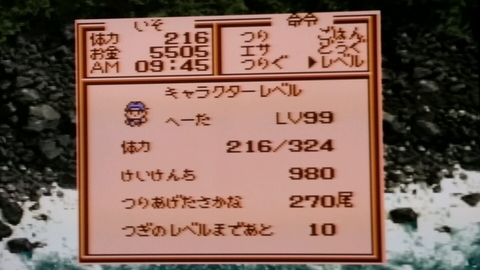 いそ
体力 216
お金 5505
AM 09:45
命令
つり ごはん
エサ どうぐ
つりぐ ▶レベル
キャラクターレベル
へーた LV99
体力 216/324
けいけんち 980
つりあげたさかな 270尾
つぎのレベルまであと 10